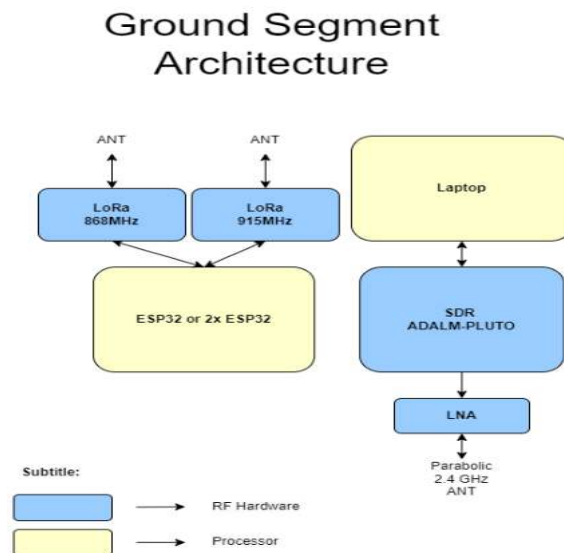 Ground Segment
Architecture
ANT
ANT
LoRa
868MHz
LoRa
915MHz
Laptop
ESP32 or 2x ESP32
SDR
ADALM-PLUTO
LNA
Parabolic
2.4 GHz
ANT
Subtitle:
RF Hardware
Processor